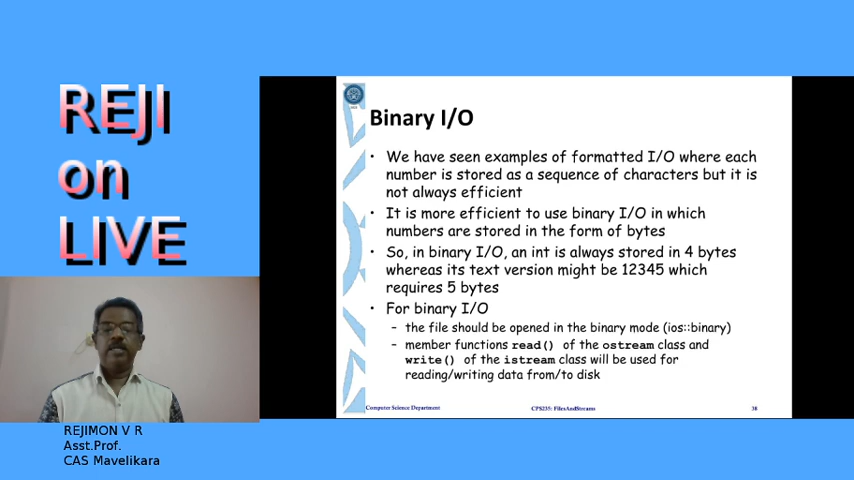 REJI
on
LIVE
Binary I/O
• We have seen examples of formatted I/O where each
number is stored as a sequence of characters but it is
not always efficient
• It is more efficient to use binary I/O in which
numbers are stored in the form of bytes
• So, in binary I/O, an int is always stored in 4 bytes
whereas its text version might be 12345 which
requires 5 bytes
• For binary I/O
– the file should be opened in the binary mode (ios::binary)
– member functions read() of the ostream class and
write() of the istream class will be used for
reading/writing data from/to disk
Computer Science Department CPS235: FilesAndStreams 38
REJIMON V R
Asst.Prof.
CAS Mavelikara